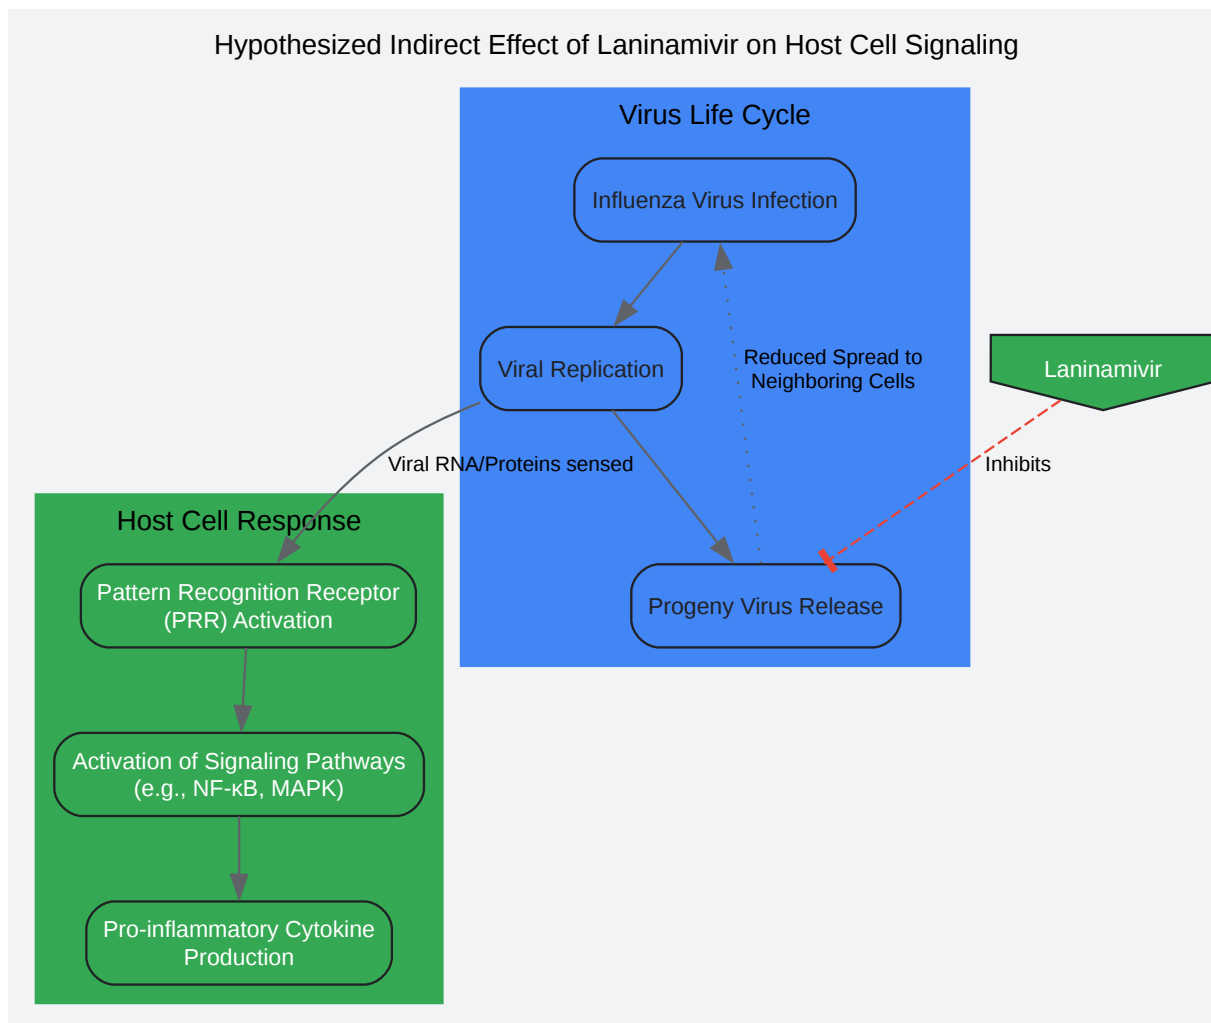 Hypothesized Indirect Effect of Laninamivir on Host Cell Signaling
Virus Life Cycle
Influenza Virus Infection
Viral Replication
Reduced Spread to
Neighboring Cells
Laninamivir
Viral RNA/Proteins sensed
Inhibits
Host Cell Response
Pattern Recognition Receptor
(PRR) Activation
Progeny Virus Release
Activation of Signaling Pathways
(e.g., NF-κB, MAPK)
Pro-inflammatory Cytokine
Production